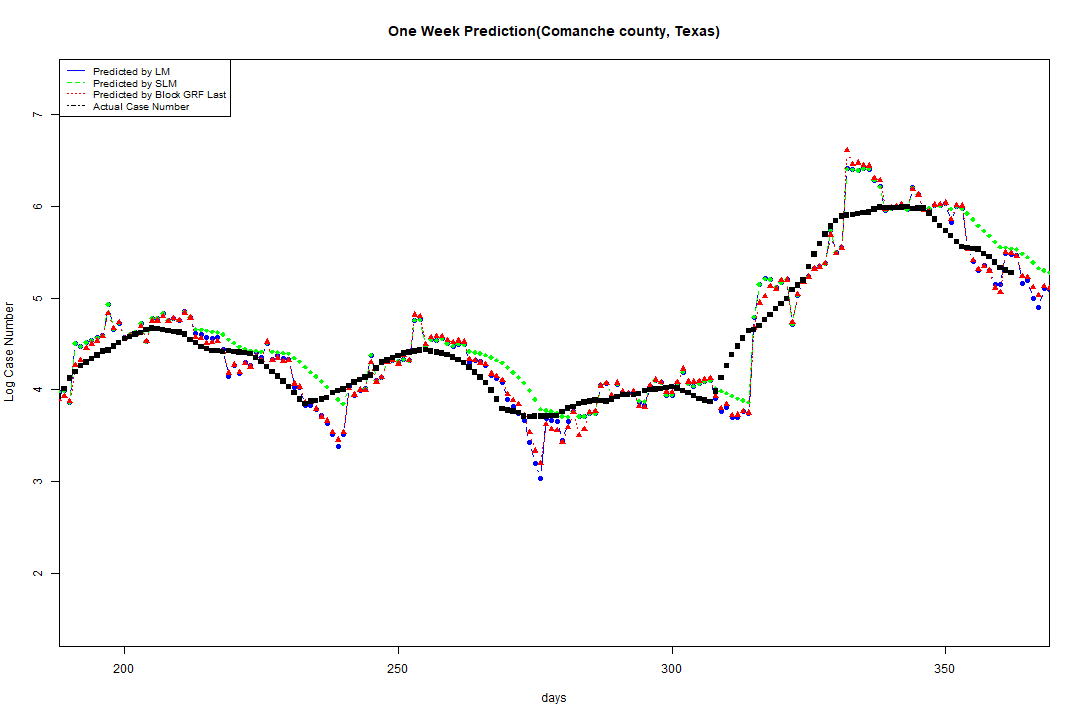 One Week Prediction(Comanche county, Texas)
Predicted by LM
Predicted by SLM
Predicted by Block GRF Last
Actual Case Number
7
6
5
4
3
2
Log Case Number
200
250
300
350
days